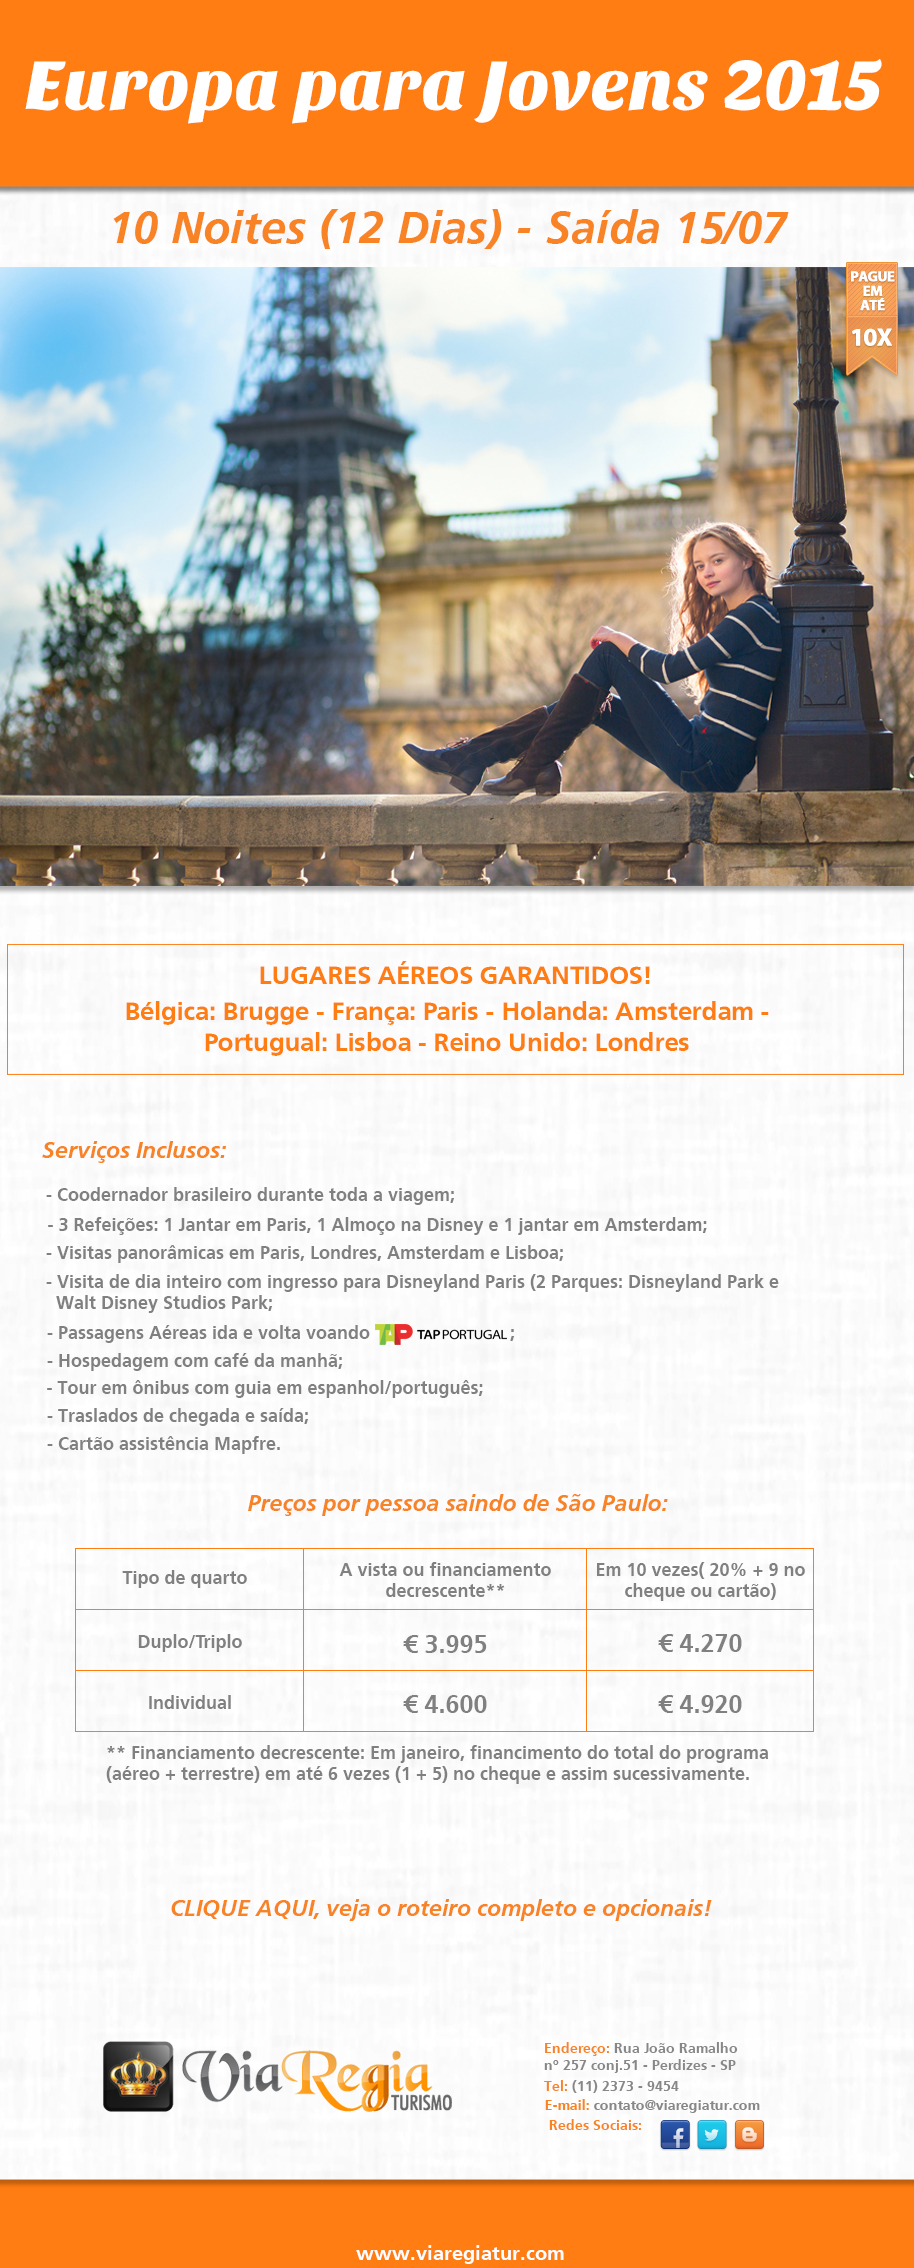 Europa para Jovens 2015
10 Noites (12 Dias) - Saída 15/07
PAGUE
EM
ATÉ
10X
LUGARES AÉREOS GARANTIDOS!
Bélgica: Brugge - França: Paris - Holanda: Amsterdam -
Portugual: Lisboa - Reino Unido: Londres
Serviços Inclusos:
- Coodernador brasileiro durante toda a viagem;
- 3 Refeições: 1 Jantar em Paris, 1 Almoço na Disney e 1 jantar em Amsterdam;
- Visitas panorâmicas em Paris, Londres, Amsterdam e Lisboa;
- Visita de dia inteiro com ingresso para Disneyland Paris (2 Parques: Disneyland Park e
Walt Disney Studios Park;
- Passagens Aéreas ida e volta voando TAP TAP PORTUGAL ;
- Hospedagem com café da manhã;
- Tour em ônibus com guia em espanhol/português;
- Traslados de chegada e saída;
- Cartão assistência Mapfre.
Preços por pessoa saindo de São Paulo:
Tipo de quarto
A vista ou financiamento
decrescente**
Em 10 vezes( 20% + 9 no
cheque ou cartão)
Duplo/Triplo
€ 3.995
€ 4.270
Individual
€ 4.600
€ 4.920
** Financiamento decrescente: Em janeiro, financimento do total do programa
(aéreo + terrestre) em até 6 vezes (1 + 5) no cheque e assim sucessivamente.
CLIQUE AQUI, veja o roteiro completo e opcionais!
ViaRegia
TURISMO
Endereço: Rua João Ramalho
nº 257 conj.51 - Perdizes - SP
Tel: (11) 2373 - 9454
E-mail: contato@viaregiatur.com
Redes Sociais:
www.viaregiatur.com